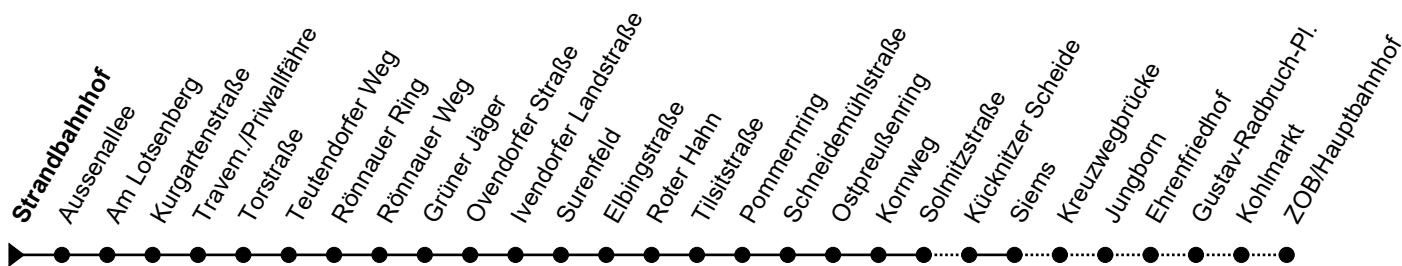 Strandbahnhof
Aussenallee
Am Lotsenberg
Kurgartenstraße
Travem./Priwallfähre
Torstraße
Teutendorfer Weg
Rönnauer Ring
Rönnauer Weg
Grüner Jäger
Ovendorfer Straße
Ivendorfer Landstraße
Surenfeld
Elbingstraße
Roter Hahn
Tilsitstraße
Pommernring
Schneidemühlstraße
Ostpreußenring
Kornweg
Solmitzstraße
Kücknitzer Scheide
Siems
Kreuzwegbrücke
Jungborn
Ehrenfriedhof
Gustav-Radbruch-Pl.
Kohlmarkt
ZOB/Hauptbahnhof